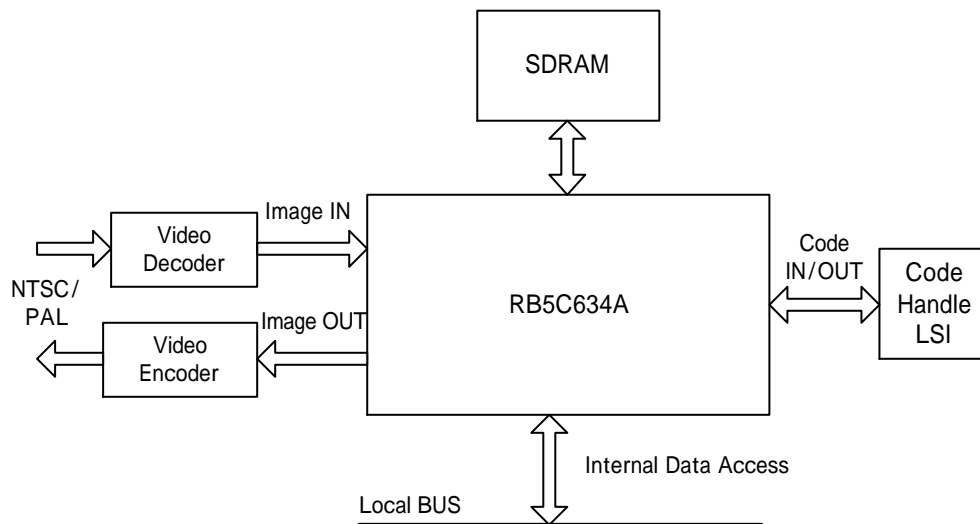 SDRAM
Image IN
Video
Decoder
NTSC/
PAL
Image OUT
Video
Encoder
RB5C634A
Code
IN/OUT
Code
Handle
LSI
Internal Data Access
Local BUS